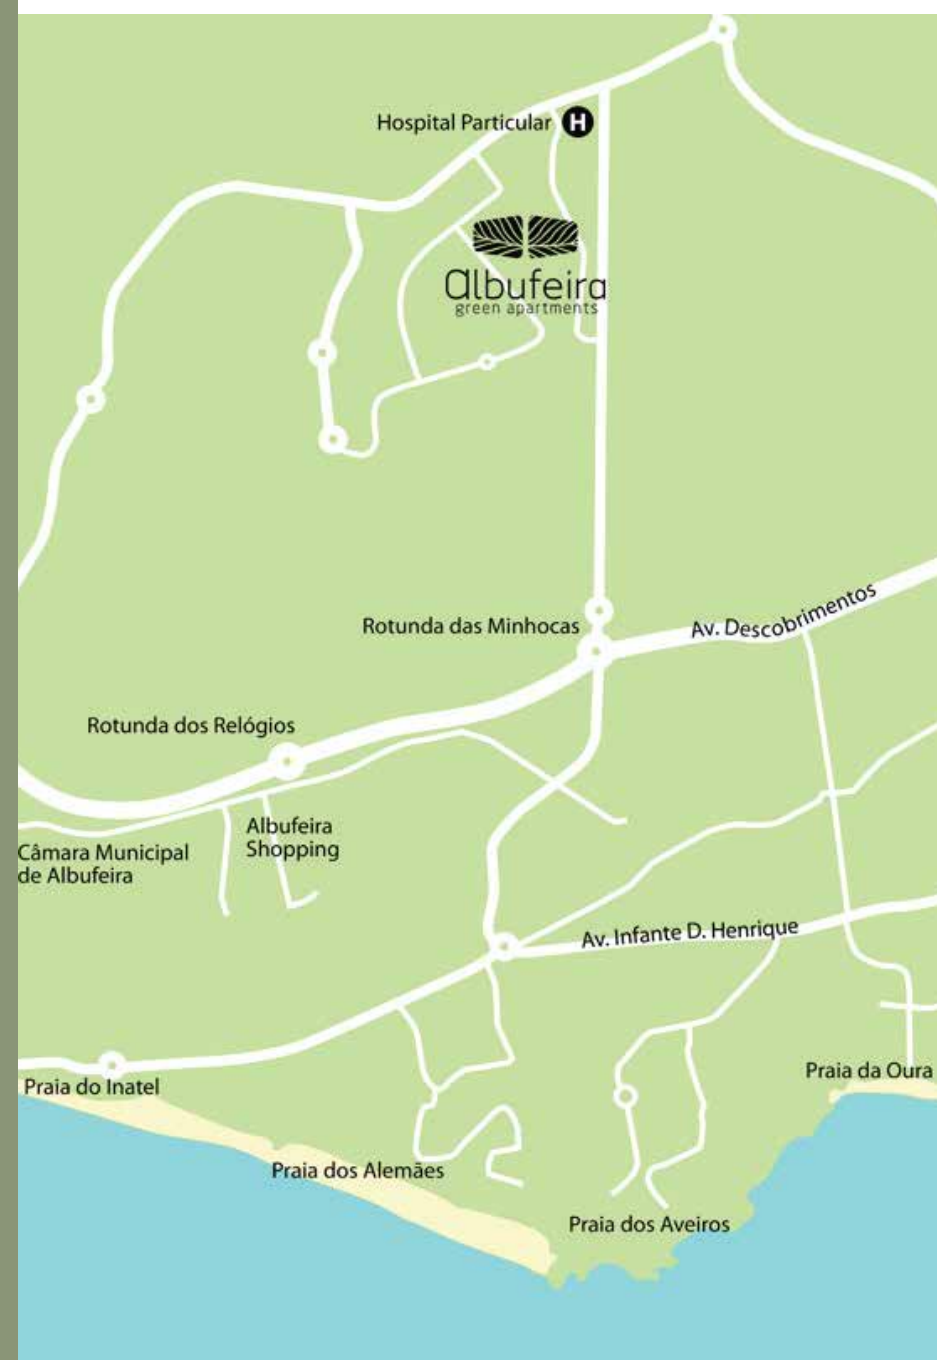 Hospital Particular H
albufeira
green apartments
Av. Descobrimentos
Rotunda das Minhocas
Rotunda dos Relógios
Albufeira
Shopping
Câmara Municipal
de Albufeira
Av. Infante D. Henrique
Praia da Oura
Praia do Inatel
Praia dos Alemães
Praia dos Aveiros